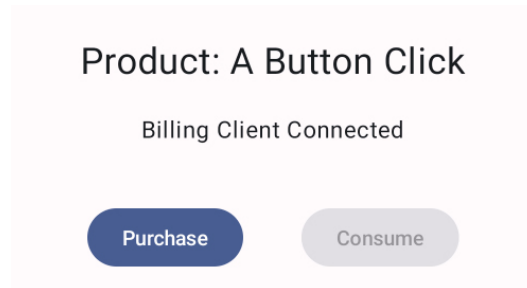 Product: A Button Click
Billing Client Connected
Purchase Consume